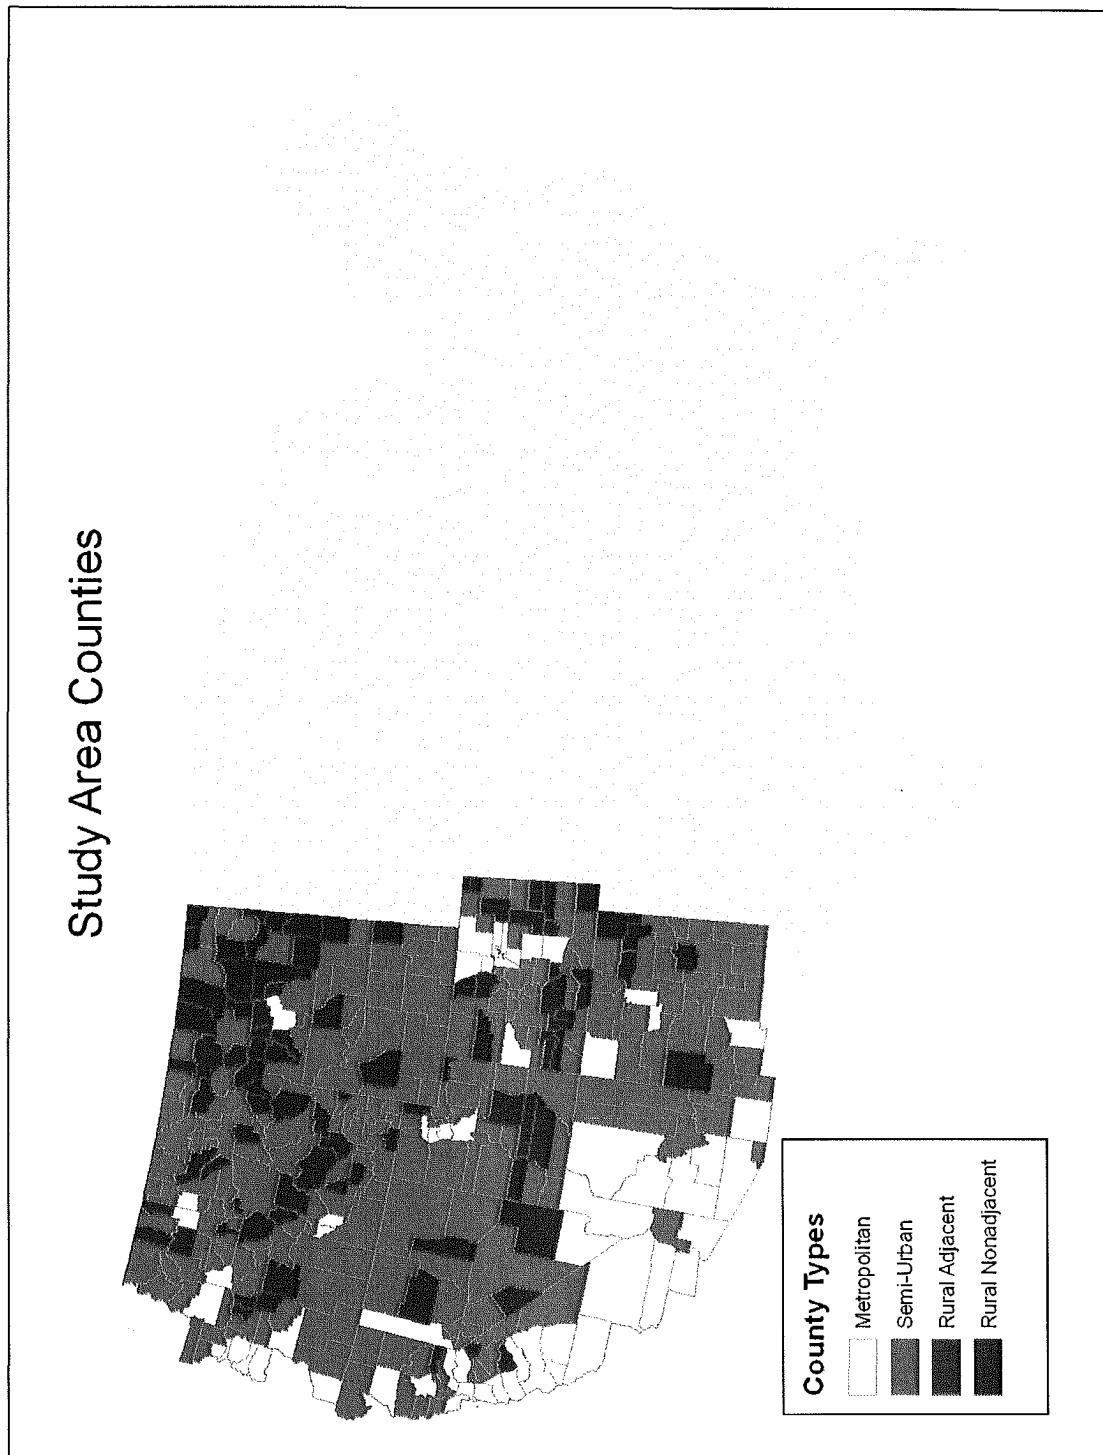 Study Area Counties
County Types
Metropolitan
Semi-Urban
Rural Adjacent
Rural Nonadjacent